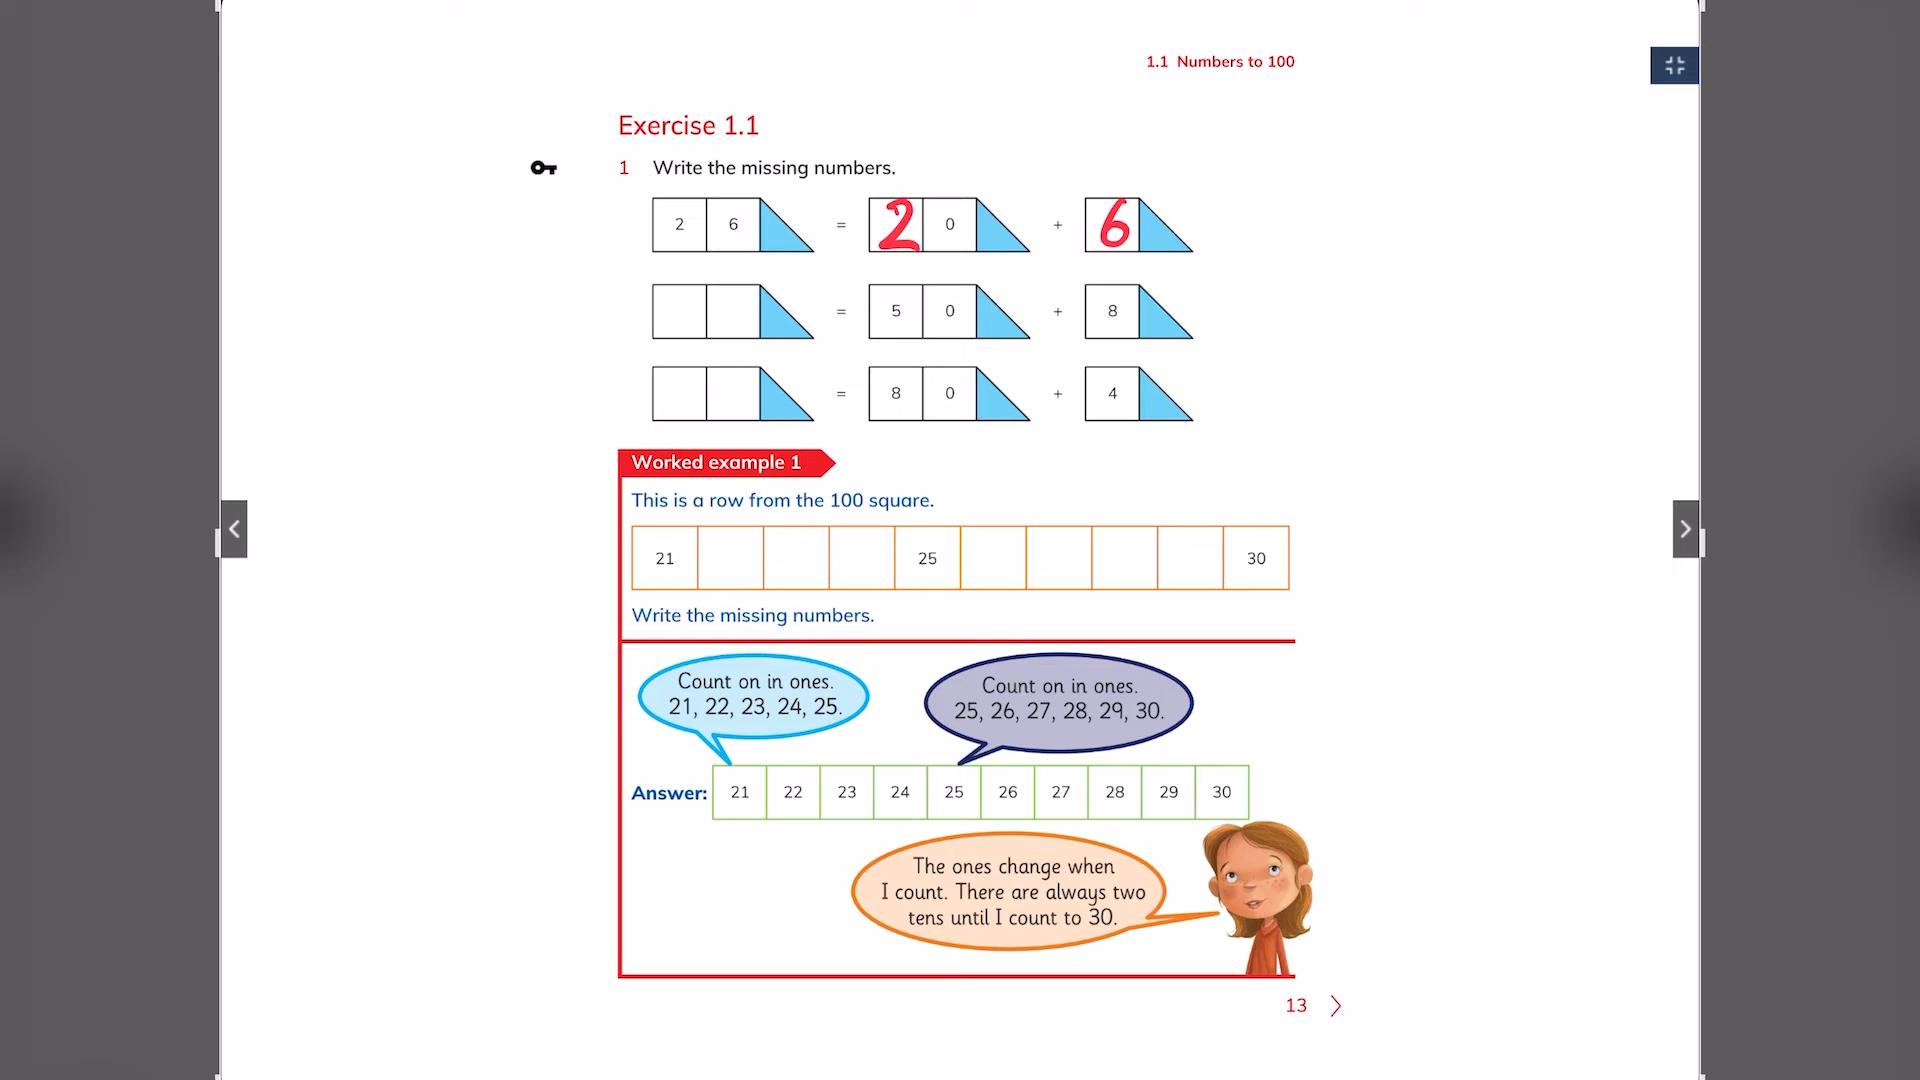 1.1 Numbers to 100
Exercise 1.1
1 Write the missing numbers.
2 6 = 2 0 + 6
= 5 0 + 8
= 8 0 + 4
Worked example 1
This is a row from the 100 square.
21 25 30
Write the missing numbers.
Count on in ones.
21, 22, 23, 24, 25.
Count on in ones.
25, 26, 27, 28, 29, 30.
Answer: 21 22 23 24 25 26 27 28 29 30
The ones change when
I count. There are always two
tens until I count to 30.
13